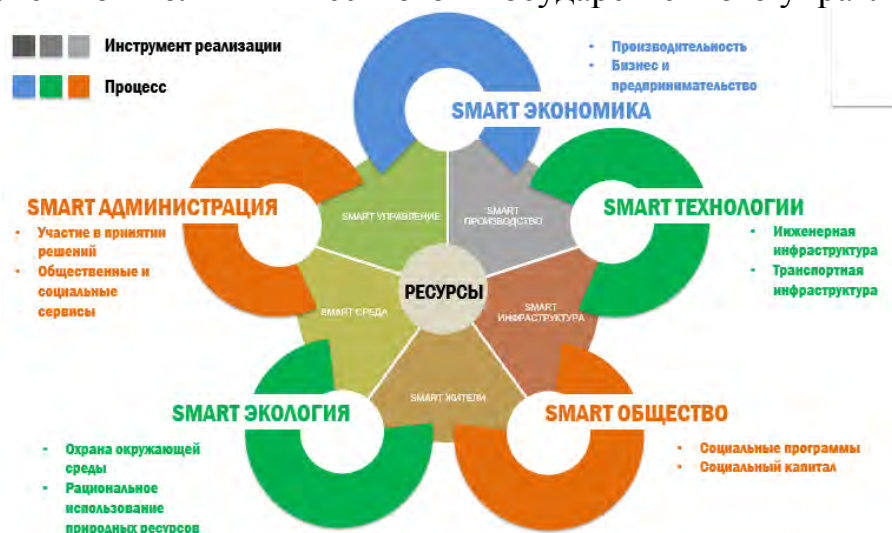 Инструмент реализации
Процесс
Производительность
Бизнес и
предпринимательство
SMART ЭКОНОМИКА
SMART АДМИНИСТРАЦИЯ
Участие в принятии
решений
Общественные и
социальные
сервисы
SMART УПРАВЛЕНИЕ
SMART
ПРОИЗВОДСТВО
SMART ТЕХНОЛОГИИ
Инженерная
инфраструктура
Транспортная
инфраструктура
РЕСУРСЫ
SMART СРЕДА
SMART
ИНФРАСТРУКТУРА
SMART ЖИТЕЛИ
SMART ЭКОЛОГИЯ
Охрана окружающей
среды
Рациональное
использование
природных ресурсов
SMART ОБЩЕСТВО
Социальные программы
Социальный капитал